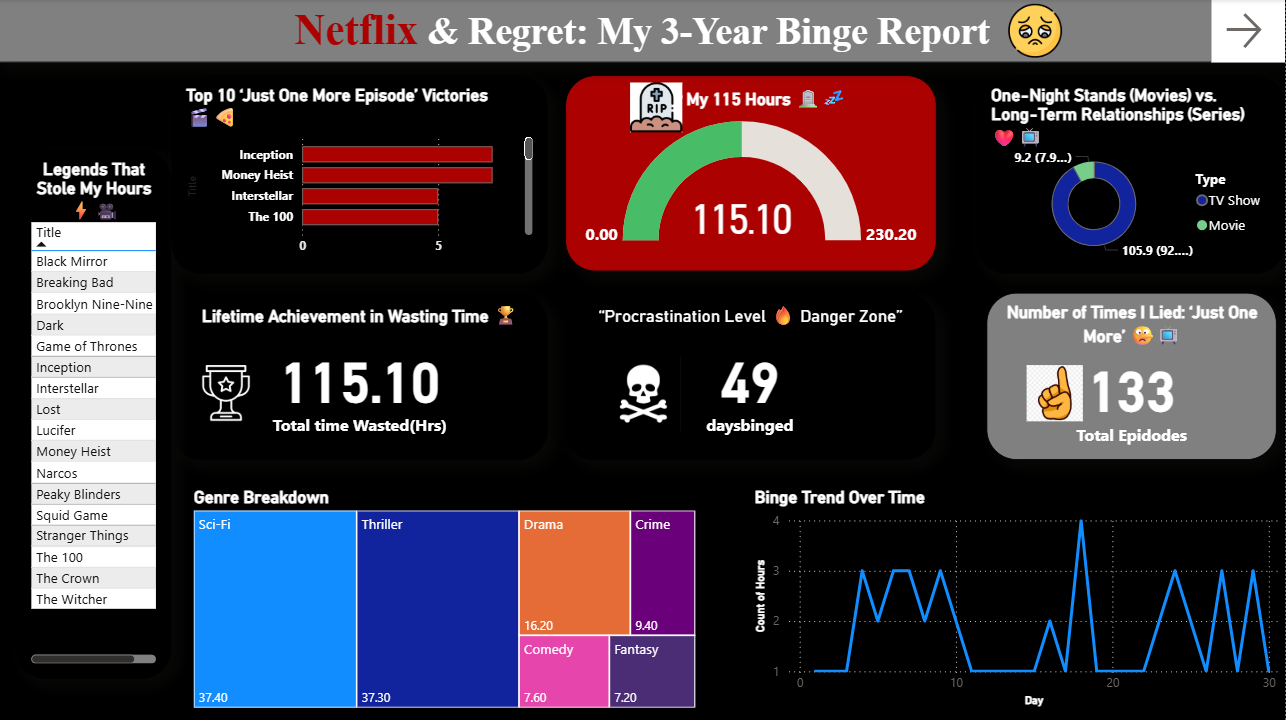 Netflix & Regret: My 3-Year Binge Report
Top 10 ‘Just One More Episode’ Victories
Title
Inception
Money Heist
Interstellar
The 100
0
5
RIP
My 115 Hours
115.10
0.00
230.20
One-Night Stands (Movies) vs.
Long-Term Relationships (Series)
9.2 (7.9...)
105.9 (92....)
Type
TV Show
Movie
Legends That
Stole My Hours
Title
Black Mirror
Breaking Bad
Brooklyn Nine-Nine
Dark
Game of Thrones
Inception
Interstellar
Lost
Lucifer
Money Heist
Narcos
Peaky Blinders
Squid Game
Stranger Things
The 100
The Crown
The Witcher
Lifetime Achievement in Wasting Time
115.10
Total time Wasted(Hrs)
“Procrastination Level Danger Zone”
49
daysbinged
Number of Times I Lied: ‘Just One
More’
133
Total Epidodes
Genre Breakdown
Sci-Fi
37.40
Thriller
37.30
Drama
16.20
Crime
9.40
Comedy
7.60
Fantasy
7.20
Binge Trend Over Time
Count of Hours
4
3
2
1
0
10
20
30
Day